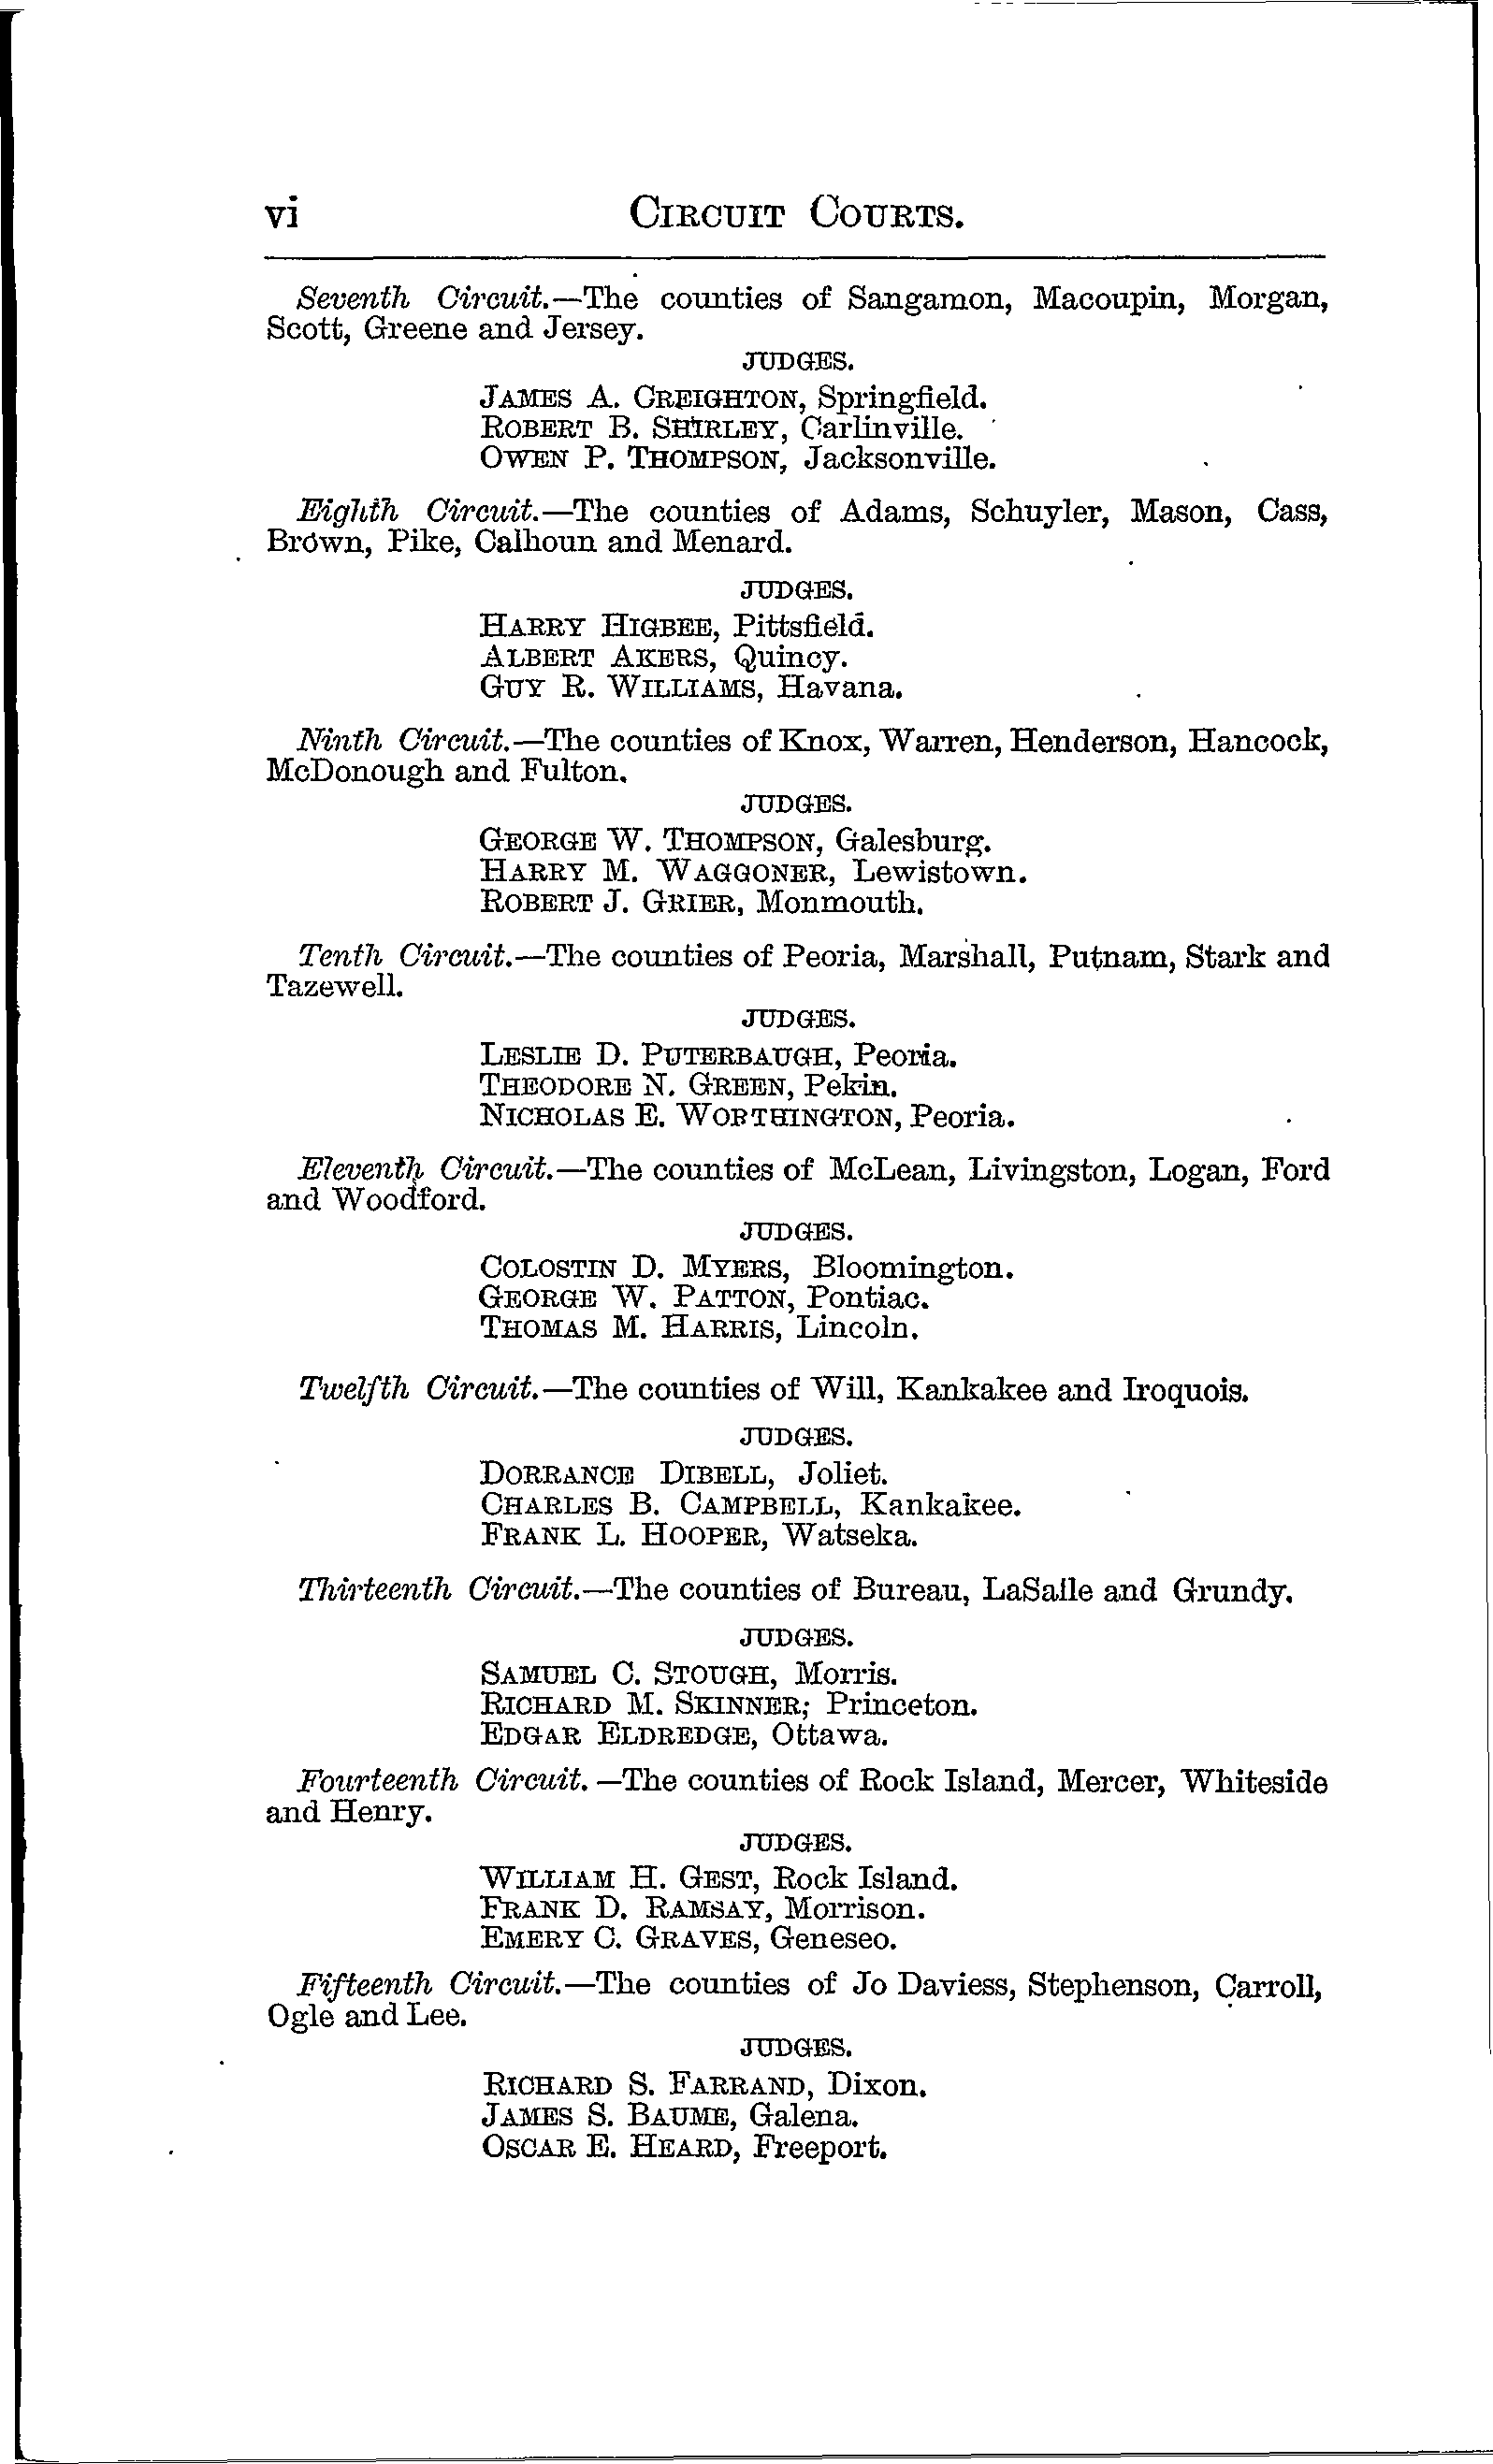 vi CIRCUIT COURTS.
Seventh Circuit.—The counties of Sangamon, Macoupin, Morgan,
Scott, Greene and Jersey.
JUDGES.
JAMES A. CREIGHTON, Springfield.
ROBERT B. SHIRLEY, Carlinville.
OWEN P. THOMPSON, Jacksonville.
Eighth Circuit.—The counties of Adams, Schuyler, Mason, Cass,
Brown, Pike, Calhoun and Menard.
JUDGES.
HARRY HIGBEE, Pittsfield.
ALBERT AKERS, Quincy.
GUY R. WILLIAMS, Havana.
Ninth Circuit.—The counties of Knox, Warren, Henderson, Hancock,
McDonough and Fulton.
JUDGES.
GEORGE W. THOMPSON, Galesburg.
HARRY M. WAGGONER, Lewistown.
ROBERT J. GRIER, Monmouth.
Tenth Circuit.—The counties of Peoria, Marshall, Putnam, Stark and
Tazewell.
JUDGES.
LESLIE D. PUTERBAUGH, Peoria.
THEODORE N. GREEN, Pekin.
NICHOLAS E. WORTHINGTON, Peoria.
Eleventh Circuit.—The counties of McLean, Livingston, Logan, Ford
and Woodford.
JUDGES.
COLOSTIN D. MYERS, Bloomington.
GEORGE W. PATTON, Pontiac.
THOMAS M. HARRIS, Lincoln.
Twelfth Circuit.—The counties of Will, Kankakee and Iroquois.
JUDGES.
DORRANCE DIBELL, Joliet.
CHARLES B. CAMPBELL, Kankakee.
FRANK L. HOOPER, Watseka.
Thirteenth Circuit.—The counties of Bureau, LaSalle and Grundy.
JUDGES.
SAMUEL C. STOUGH, Morris.
RICHARD M. SKINNER; Princeton.
EDGAR ELDREDGE, Ottawa.
Fourteenth Circuit.—The counties of Rock Island, Mercer, Whiteside
and Henry.
JUDGES.
WILLIAM H. GEST, Rock Island.
FRANK D. RAMSAY, Morrison.
EMERY C. GRAVES, Geneseo.
Fifteenth Circuit.—The counties of Jo Daviess, Stephenson, Carroll,
Ogle and Lee.
JUDGES.
RICHARD S. FARRAND, Dixon.
JAMES S. BAUME, Galena.
OSCAR E. HEARD, Freeport.